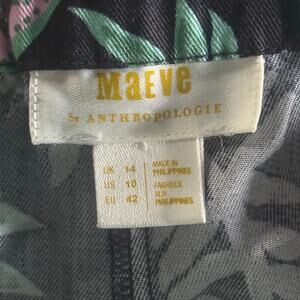 MAEVE
By ANTHROPOLOGIE
UK 14
US 10
EU 42
MADE IN
PHILIPPINES
FABRIQUE
AUX
PHILIPPINES